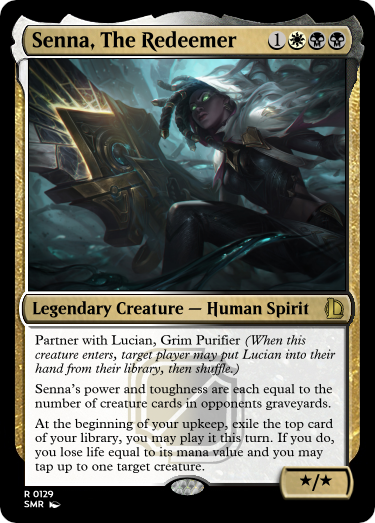 Senna, The Redeemer 1
Legendary Creature — Human Spirit
Partner with Lucian, Grim Purifier (When this
creature enters, target player may put Lucian into their
hand from their library, then shuffle.)
Senna's power and toughness are each equal to the
number of creature cards in opponents graveyards.
At the beginning of your upkeep, exile the top card
of your library, you may play it this turn. If you do,
you lose life equal to its mana value and you may
tap up to one target creature.
★/★
R 0129
SMR